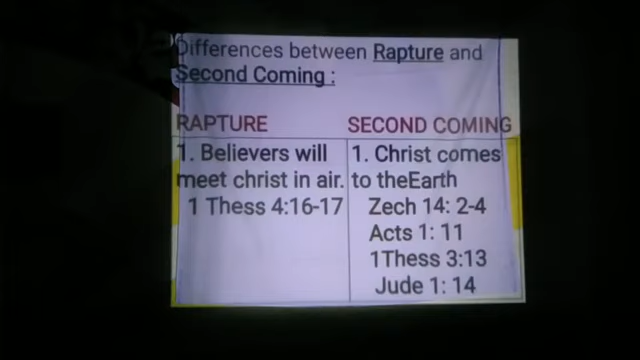 Differences between Rapture and
Second Coming :
RAPTURE
SECOND COMING
1. Believers will
meet christ in air.
1 Thess 4:16-17
1. Christ comes
to theEarth
Zech 14: 2-4
Acts 1: 11
1Thess 3:13
Jude 1: 14